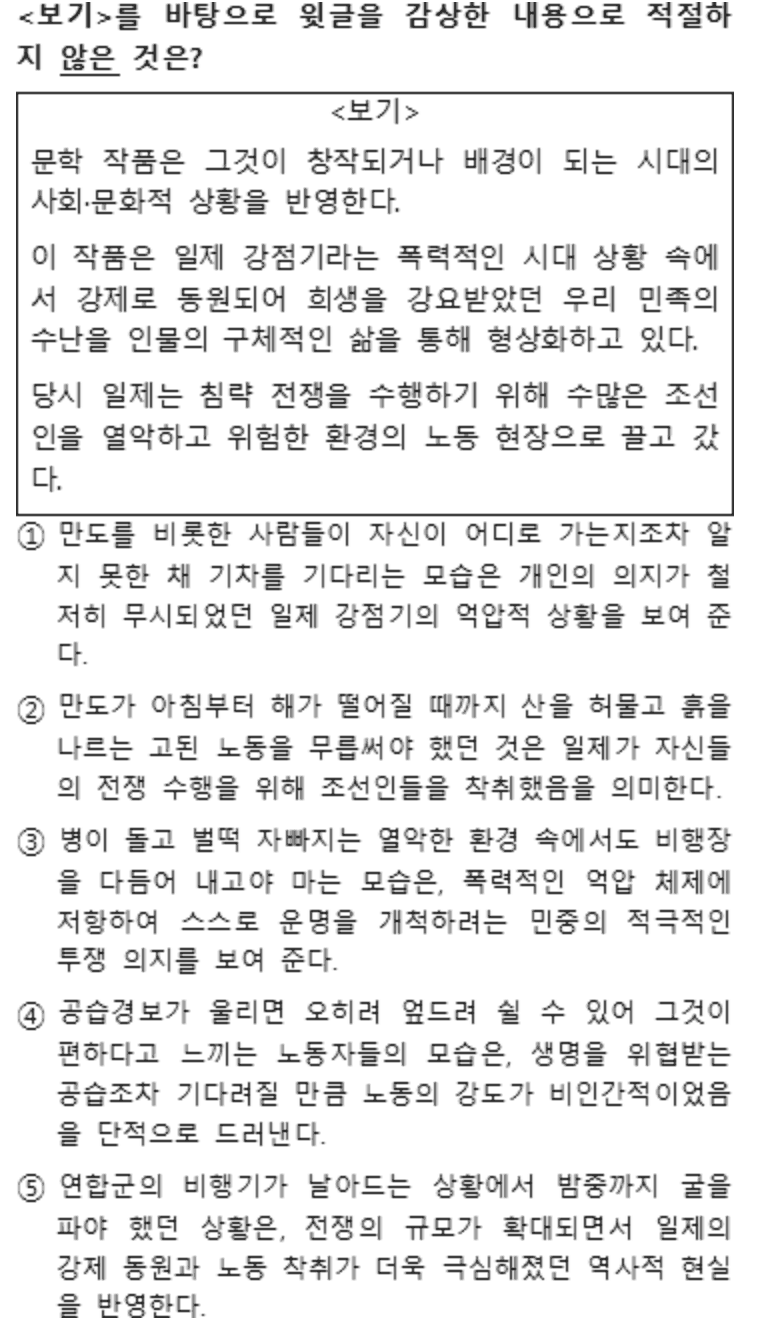 <보기>를 바탕으로 윗글을 감상한 내용으로 적절하
지 않은 것은?
<보기>
문학 작품은 그것이 창작되거나 배경이 되는 시대의
사회·문화적 상황을 반영한다.
이 작품은 일제 강점기라는 폭력적인 시대 상황 속에
서 강제로 동원되어 희생을 강요받았던 우리 민족의
수난을 인물의 구체적인 삶을 통해 형상화하고 있다.
당시 일제는 침략 전쟁을 수행하기 위해 수많은 조선
인을 열악하고 위험한 환경의 노동 현장으로 끌고 갔
다.
① 만도를 비롯한 사람들이 자신이 어디로 가는지조차 알
지 못한 채 기차를 기다리는 모습은 개인의 의지가 철
저히 무시되었던 일제 강점기의 억압적 상황을 보여 준
다.
② 만도가 아침부터 해가 떨어질 때까지 산을 허물고 흙을
나르는 고된 노동을 무릅써야 했던 것은 일제가 자신들
의 전쟁 수행을 위해 조선인들을 착취했음을 의미한다.
③ 병이 돌고 벌떡 자빠지는 열악한 환경 속에서도 비행장
을 다듬어 내고야 마는 모습은, 폭력적인 억압 체제에
저항하여 스스로 운명을 개척하려는 민중의 적극적인
투쟁 의지를 보여 준다.
④ 공습경보가 울리면 오히려 엎드려 쉴 수 있어 그것이
편하다고 느끼는 노동자들의 모습은, 생명을 위협받는
공습조차 기다려질 만큼 노동의 강도가 비인간적이었음
을 단적으로 드러낸다.
⑤ 연합군의 비행기가 날아드는 상황에서 밤중까지 굴을
파야 했던 상황은, 전쟁의 규모가 확대되면서 일제의
강제 동원과 노동 착취가 더욱 극심해졌던 역사적 현실
을 반영한다.